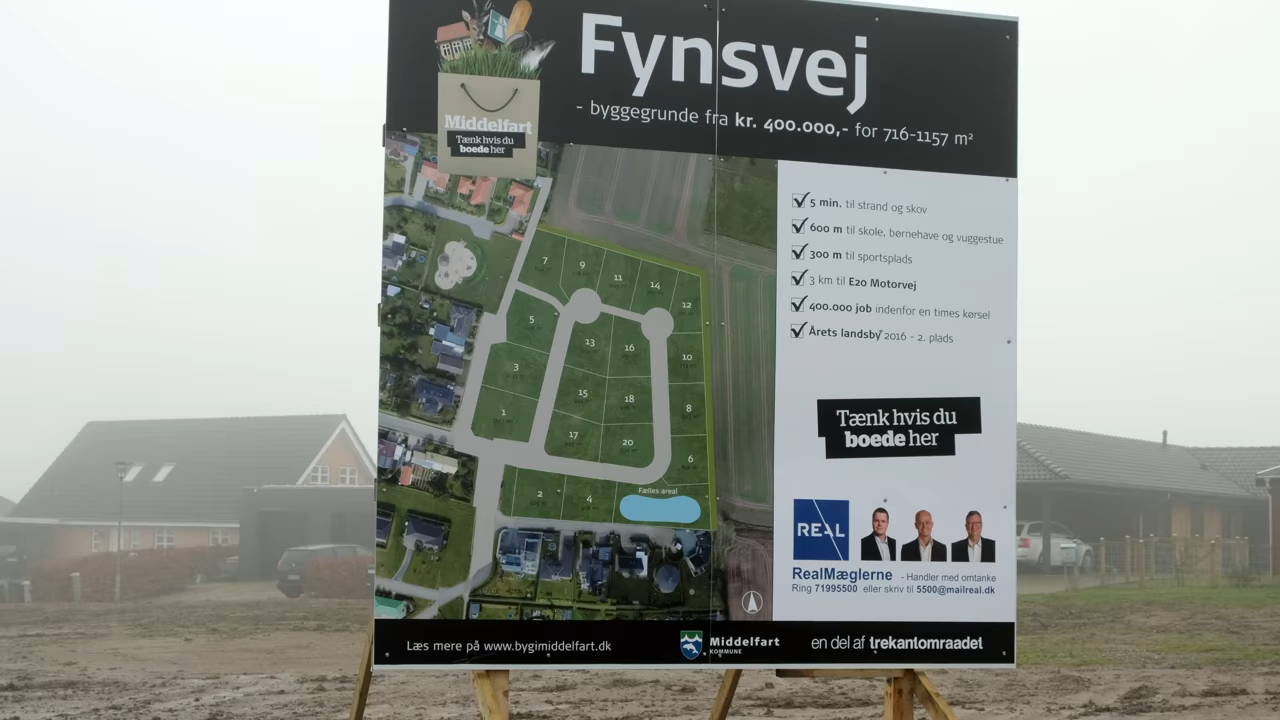 Fynsvej
- byggegrunde fra kr. 400.000,- for 716-1157 m²
Middelfart
Tænk hvis du
boede her
5 min. til strand og skov
600 m til skole, børnehave og vuggestue
300 m til sportsplads
3 km til E20 Motorvej
400.000 job indenfor en times kørsel
Årets landsby 2016 - 2. plads
7
9
11
14
12
5
13
16
10
3
15
18
8
1
17
20
6
2
4
Fælles areal
Tænk hvis du
boede her
REAL
RealMæglerne - Handler med omtanke
Ring 71995500 eller skriv til 5500@mailreal.dk
Læs mere på www.bygimiddelfart.dk
Middelfart
KOMMUNE
en del af trekantomraadet